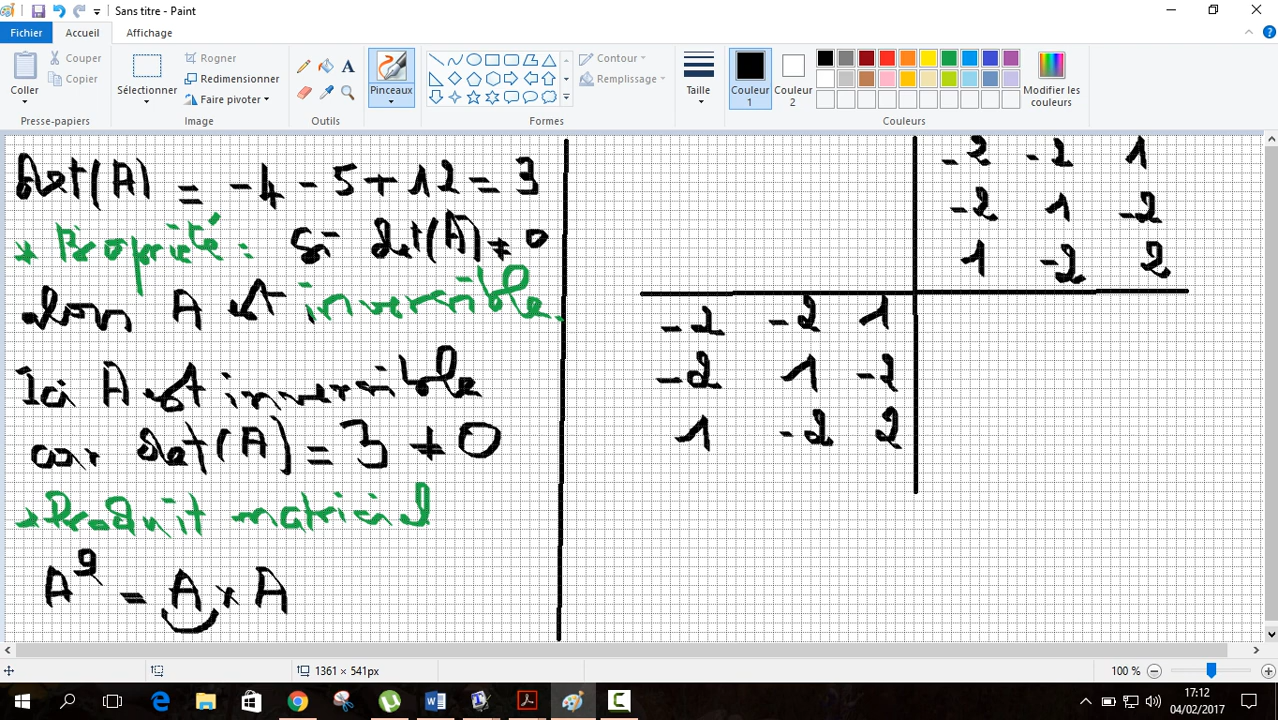 Sans titre - Paint
Fichier Accueil Affichage
Coller
Couper
Copier
Presse-papiers
Sélectionner
Rogner
Redimensionner
Faire pivoter
Image
Outils
Pinceaux
Formes
Contour
Remplissage
Taille
Couleur 1
Couleur 2
Modifier les couleurs
Couleurs
Det(A) = -4 - 5 + 12 = 3
* Propriété: Si det(A) ≠ 0
don A est inversible.
Ici A est inversible
car det(A) = 3 ≠ 0
* Produit matriciel
A² = A × A
-2 -2 1
-2 1 -2
1 -2 2
-2 -2 1
-2 1 -2
1 -2 2
1361 × 541px
100 %
17:12
04/02/2017